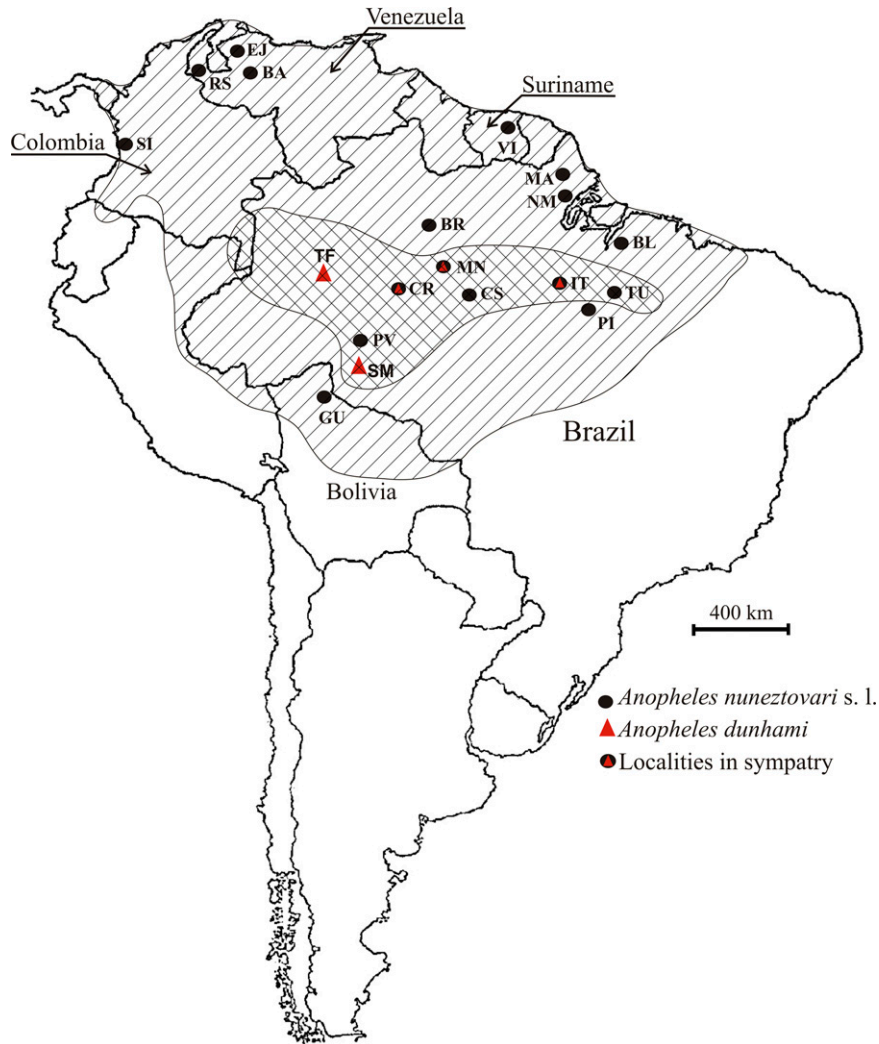 Venezuela
EJ
RS
BA
Suriname
Colombia
SI
VI
MA
NM
BR
BL
TF
MN
CR
CS
IT
TU
PI
PV
SM
GU
Brazil
Bolivia
400 km
Anopheles nuneztovari s. l.
Anopheles dunhami
Localities in sympatry